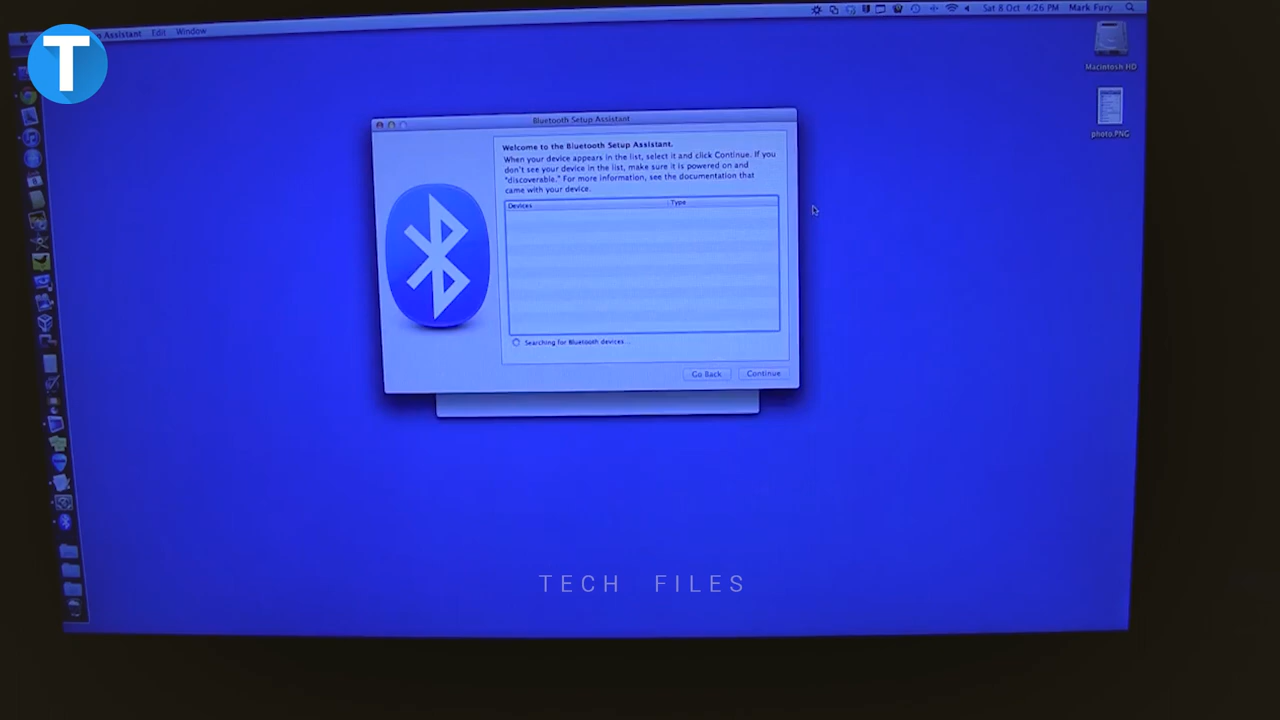 Assistant Edit Window
Sat 8 Oct 4:26 PM Mark Fury
T
Macintosh HD
photo.PNG
Bluetooth Setup Assistant
Welcome to the Bluetooth Setup Assistant.
When your device appears in the list, select it and click Continue. If you
don't see your device in the list, make sure it is powered on and
"discoverable." For more information, see the documentation that
came with your device.
Devices Type
Searching for Bluetooth devices...
Go Back Continue
TECH FILES